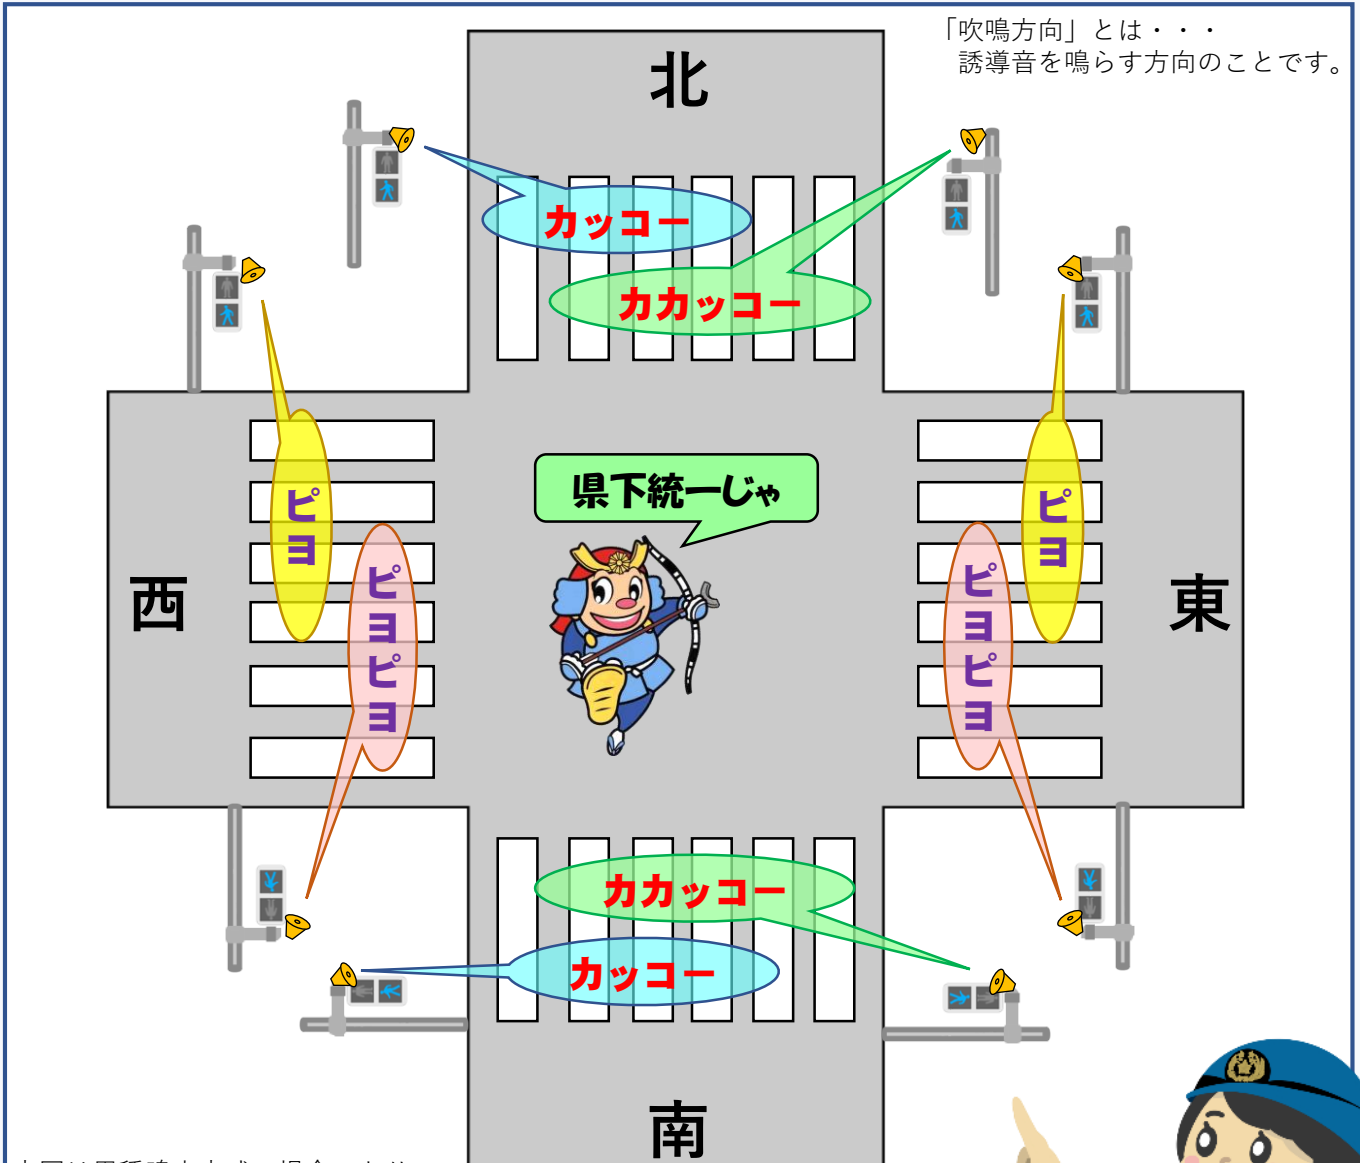 「吹鳴方向」とは・・・
誘導音を鳴らす方向のことです。
北
カッコー
カカッコー
県下統一じゃ
ピヨ
ピヨピヨ
ピヨ
ピヨピヨ
西
東
カカッコー
カッコー
南